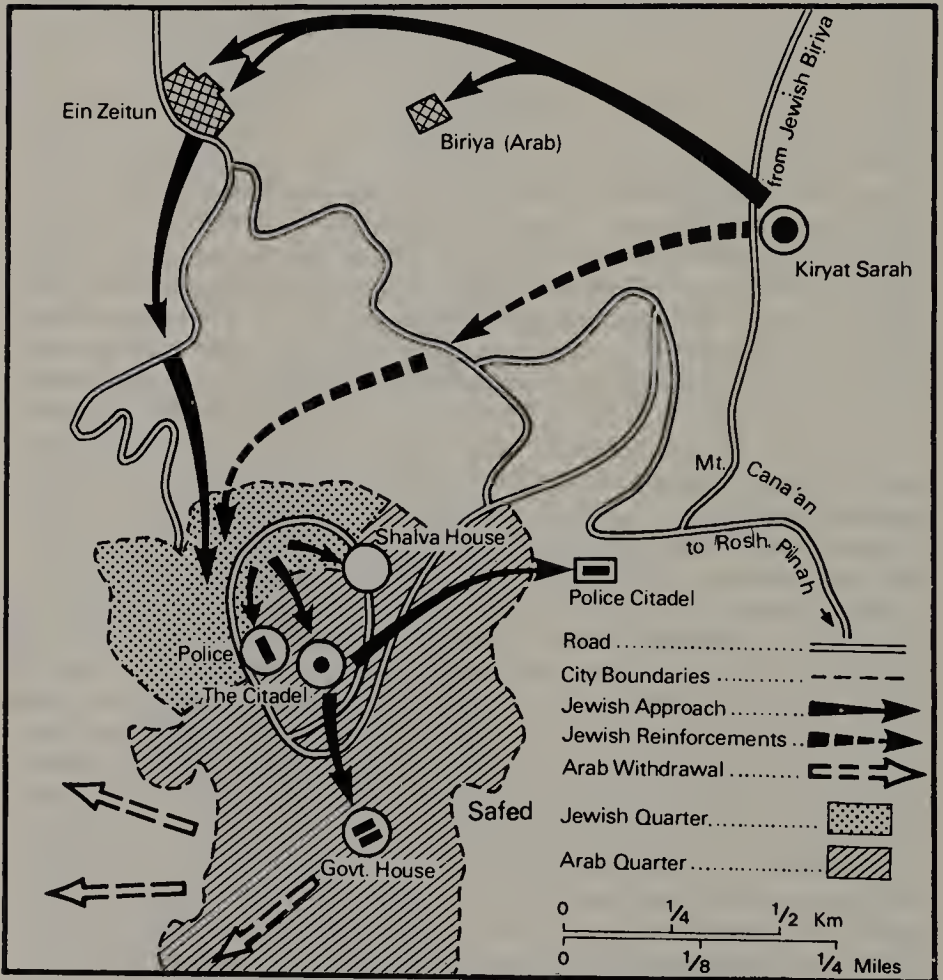 from Jewish Biriya
Ein Zeitun
Biriya (Arab)
Kiryat Sarah
Mt. Cana'an
to Rosh. Pinah
Shalva House
Police Citadel
Police
The Citadel
Safed
Govt. House
Road
City Boundaries
Jewish Approach
Jewish Reinforcements
Arab Withdrawal
Jewish Quarter
Arab Quarter
0 1/4 1/2 Km
0 1/8 1/4 Miles